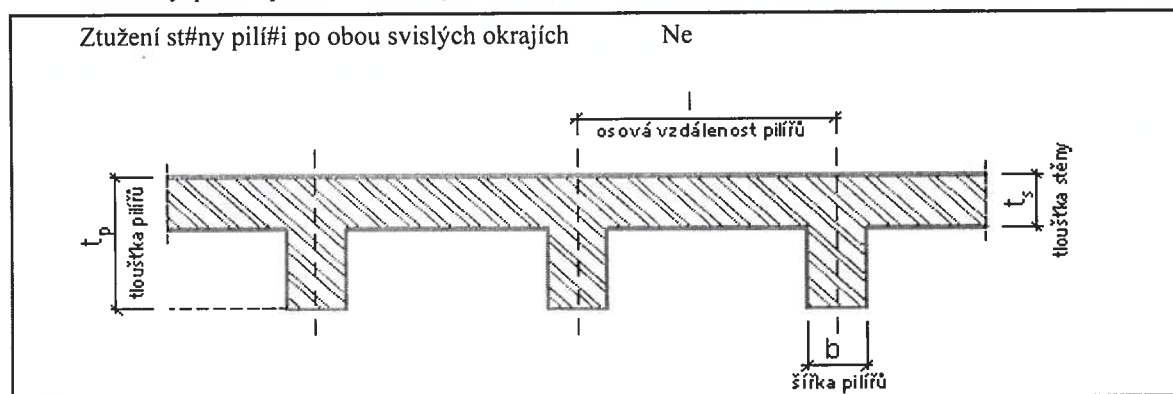 Ztužení st#ny pilí#i po obou svislých okrajích Ne
l
osová vzdálenost pilířů
t_p
tloušťka pilířů
t_s
tloušťka stěny
b
šířka pilířů